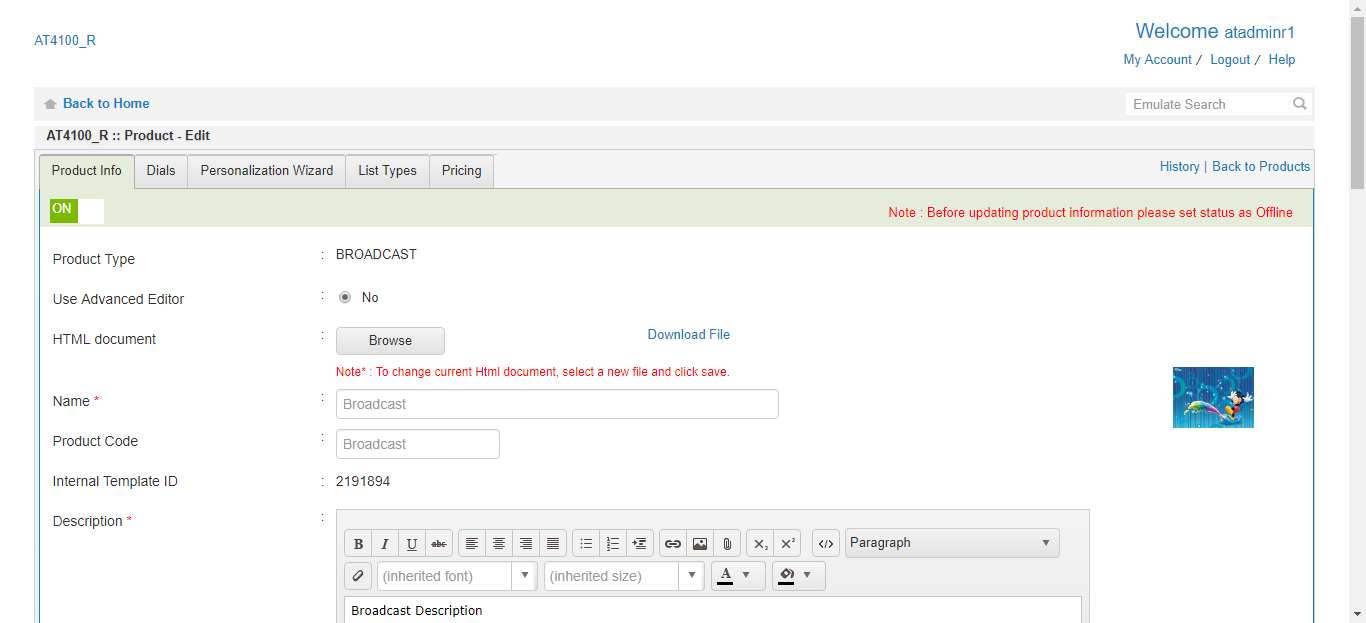 Welcome atadminr1
AT4100_R
My Account / Logout / Help
Back to Home
Emulate Search
AT4100_R :: Product - Edit
Product Info Dials Personalization Wizard List Types Pricing
History | Back to Products
ON
Note : Before updating product information please set status as Offline
Product Type : BROADCAST
Use Advanced Editor : No
HTML document : Browse Download File
Note* : To change current Html document, select a new file and click save.
Name * : Broadcast
Product Code : Broadcast
Internal Template ID : 2191894
Description * :
B I U abc X₂ X² </> Paragraph
(inherited font) (inherited size) A
Broadcast Description